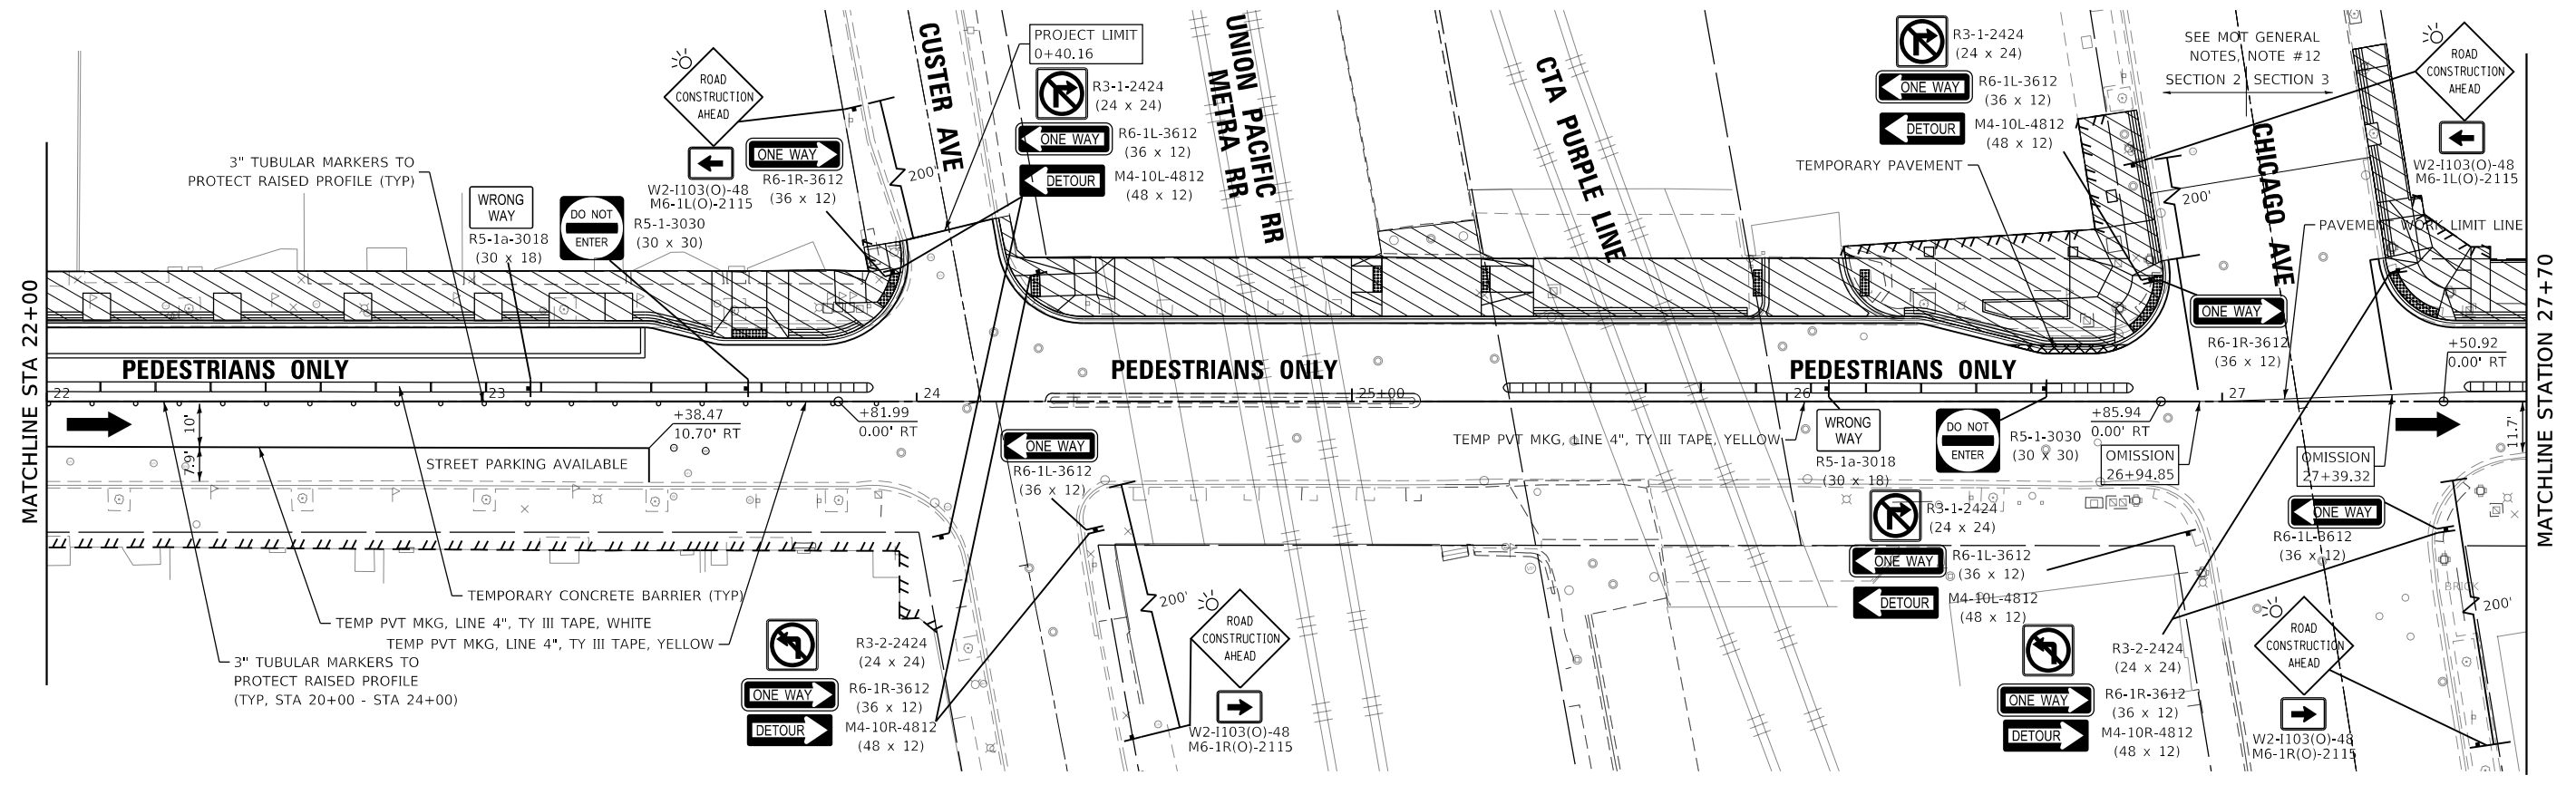 MATCHLINE STA 22+00
3" TUBULAR MARKERS TO
PROTECT RAISED PROFILE (TYP)
WRONG
WAY
R5-1a-3018
(30 x 18)
DO NOT
ENTER
R5-1-3030
(30 x 30)
ROAD
CONSTRUCTION
AHEAD
W2-I103(O)-48
M6-1L(O)-2115
ONE WAY
R6-1R-3612
(36 x 12)
200'
CUSTER AVE
PROJECT LIMIT
0+40.16
R3-1-2424
(24 x 24)
ONE WAY
R6-1L-3612
(36 x 12)
DETOUR
M4-10L-4812
(48 x 12)
UNION PACIFIC RR
METRA RR
CTA PURPLE LINE
R3-1-2424
(24 x 24)
ONE WAY
R6-1L-3612
(36 x 12)
DETOUR
M4-10L-4812
(48 x 12)
TEMPORARY PAVEMENT
SEE MOT GENERAL
NOTES, NOTE #12
SECTION 2 SECTION 3
ROAD
CONSTRUCTION
AHEAD
W2-I103(O)-48
M6-1L(O)-2115
200'
CHICAGO AVE
PAVEMENT WORK LIMIT LINE
ONE WAY
R6-1R-3612
(36 x 12)
+50.92
0.00' RT
MATCHLINE STATION 27+70
PEDESTRIANS ONLY
PEDESTRIANS ONLY
PEDESTRIANS ONLY
22
23
24
25+00
26
27
10'
7.9'
+38.47
10.70' RT
+81.99
0.00' RT
STREET PARKING AVAILABLE
ONE WAY
R6-1L-3612
(36 x 12)
TEMP PVT MKG, LINE 4", TY III TAPE, YELLOW
WRONG
WAY
R5-1a-3018
(30 x 18)
DO NOT
ENTER
R5-1-3030
(30 x 30)
+85.94
0.00' RT
OMISSION
26+94.85
OMISSION
27+39.32
11.7'
R3-1-2424
(24 x 24)
ONE WAY
R6-1L-3612
(36 x 12)
DETOUR
M4-10L-4812
(48 x 12)
ONE WAY
R6-1L-3612
(36 x 12)
BRICK
200'
TEMPORARY CONCRETE BARRIER (TYP)
TEMP PVT MKG, LINE 4", TY III TAPE, WHITE
TEMP PVT MKG, LINE 4", TY III TAPE, YELLOW
3" TUBULAR MARKERS TO
PROTECT RAISED PROFILE
(TYP, STA 20+00 - STA 24+00)
R3-2-2424
(24 x 24)
ONE WAY
R6-1R-3612
(36 x 12)
DETOUR
M4-10R-4812
(48 x 12)
200'
ROAD
CONSTRUCTION
AHEAD
W2-I103(O)-48
M6-1R(O)-2115
R3-2-2424
(24 x 24)
ONE WAY
R6-1R-3612
(36 x 12)
DETOUR
M4-10R-4812
(48 x 12)
ROAD
CONSTRUCTION
AHEAD
W2-I103(O)-48
M6-1R(O)-2115